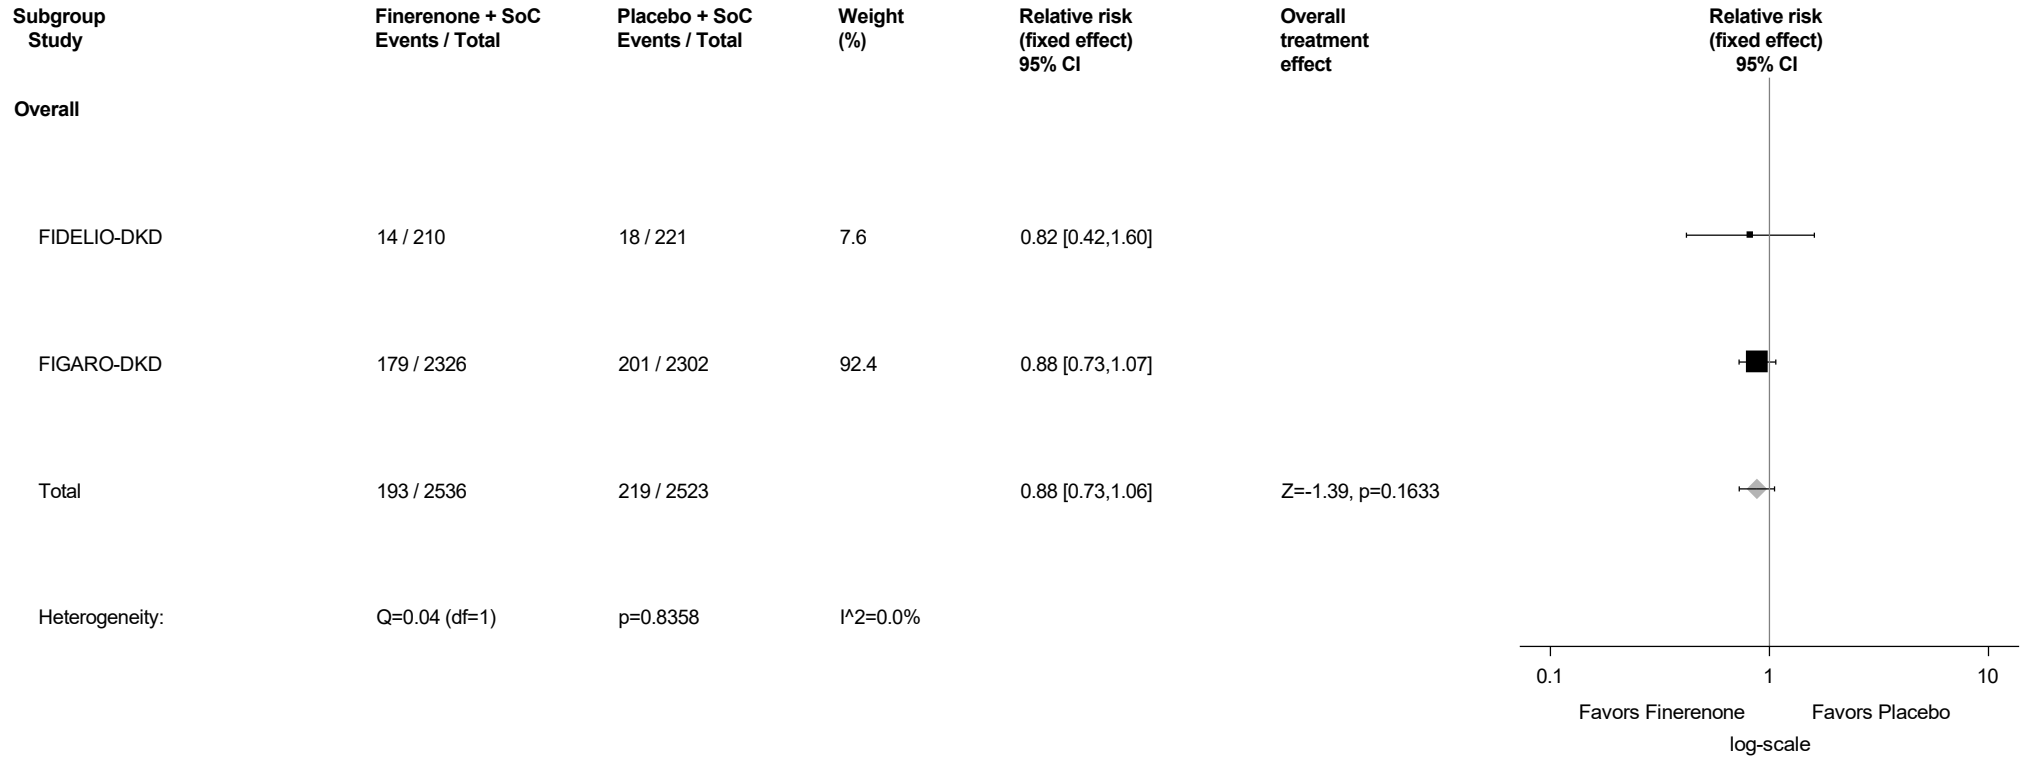 Subgroup Finerenone + SoC Placebo + SoC Weight Relative risk Overall Relative risk
Study Events / Total Events / Total (%) (fixed effect) treatment (fixed effect)
95% CI effect 95% CI
Overall
FIDELIO-DKD 14 / 210 18 / 221 7.6 0.82 [0.42,1.60]
FIGARO-DKD 179 / 2326 201 / 2302 92.4 0.88 [0.73,1.07]
Total 193 / 2536 219 / 2523 0.88 [0.73,1.06] Z=-1.39, p=0.1633
Heterogeneity: Q=0.04 (df=1) p=0.8358 I^2=0.0%
0.1 1 10
Favors Finerenone Favors Placebo
log-scale